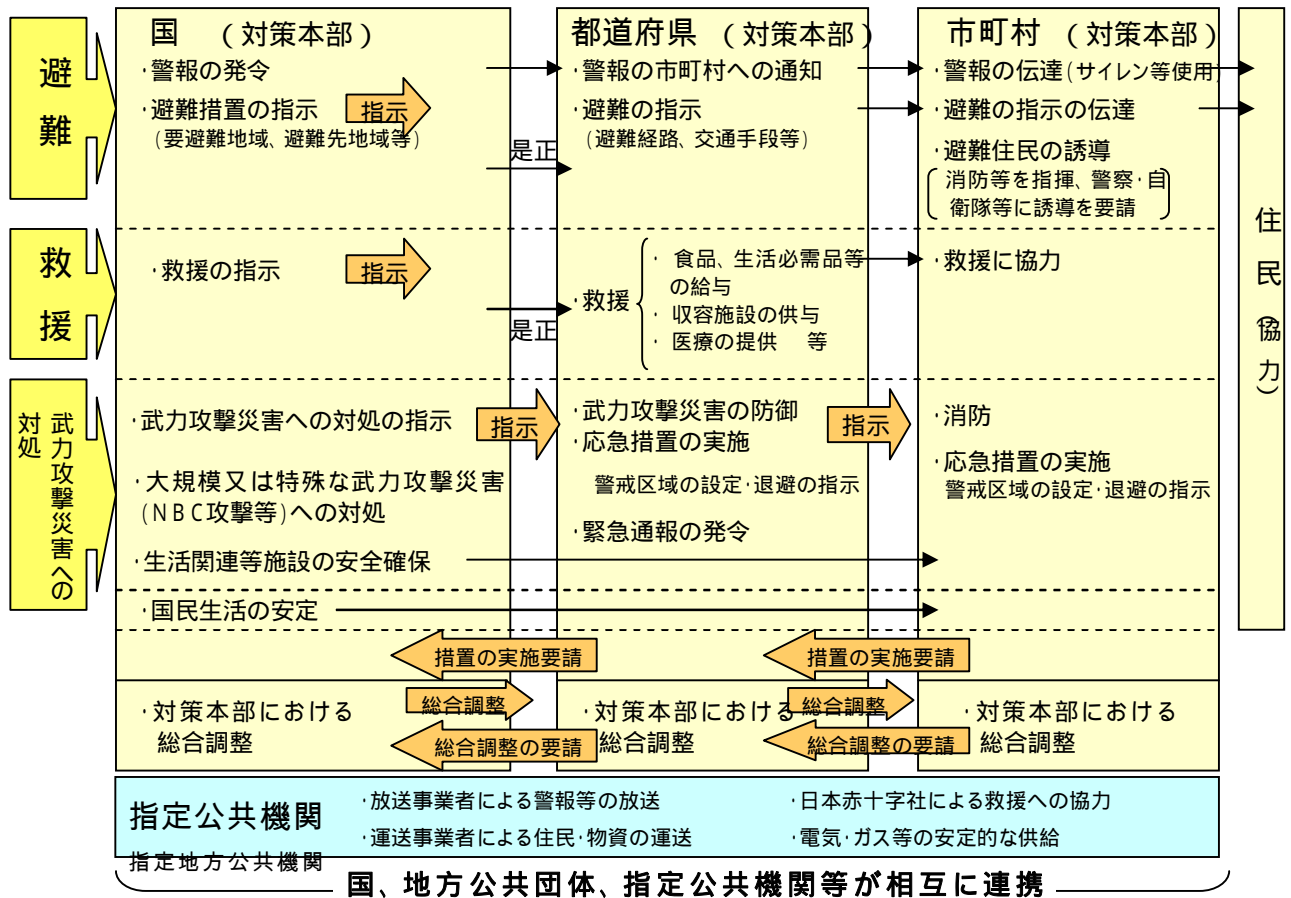 避難
国 (対策本部)
・警報の発令
・避難措置の指示
指示
(要避難地域、避難先地域等)
是正
都道府県 (対策本部)
・警報の市町村への通知
・避難の指示
(避難経路、交通手段等)
市町村 (対策本部)
・警報の伝達(サイレン等使用)
・避難の指示の伝達
・避難住民の誘導
消防等を指揮、警察・自
衛隊等に誘導を要請
住民(協力)
救援
・救援の指示
指示
是正
・救援
・ 食品、生活必需品等
の給与
・ 収容施設の供与
・ 医療の提供 等
・救援に協力
武力攻撃災害への
対処
・武力攻撃災害への対処の指示
指示
・大規模又は特殊な武力攻撃災害
(NBC攻撃等)への対処
・生活関連等施設の安全確保
・武力攻撃災害の防御
・応急措置の実施
指示
警戒区域の設定・退避の指示
・緊急通報の発令
・消防
・応急措置の実施
警戒区域の設定・退避の指示
・国民生活の安定
措置の実施要請
措置の実施要請
・対策本部における
総合調整
総合調整
総合調整の要請
・対策本部における
総合調整
総合調整
総合調整の要請
・対策本部における
総合調整
指定公共機関
指定地方公共機関
・放送事業者による警報等の放送
・日本赤十字社による救援への協力
・運送事業者による住民・物資の運送
・電気・ガス等の安定的な供給
国、地方公共団体、指定公共機関等が相互に連携